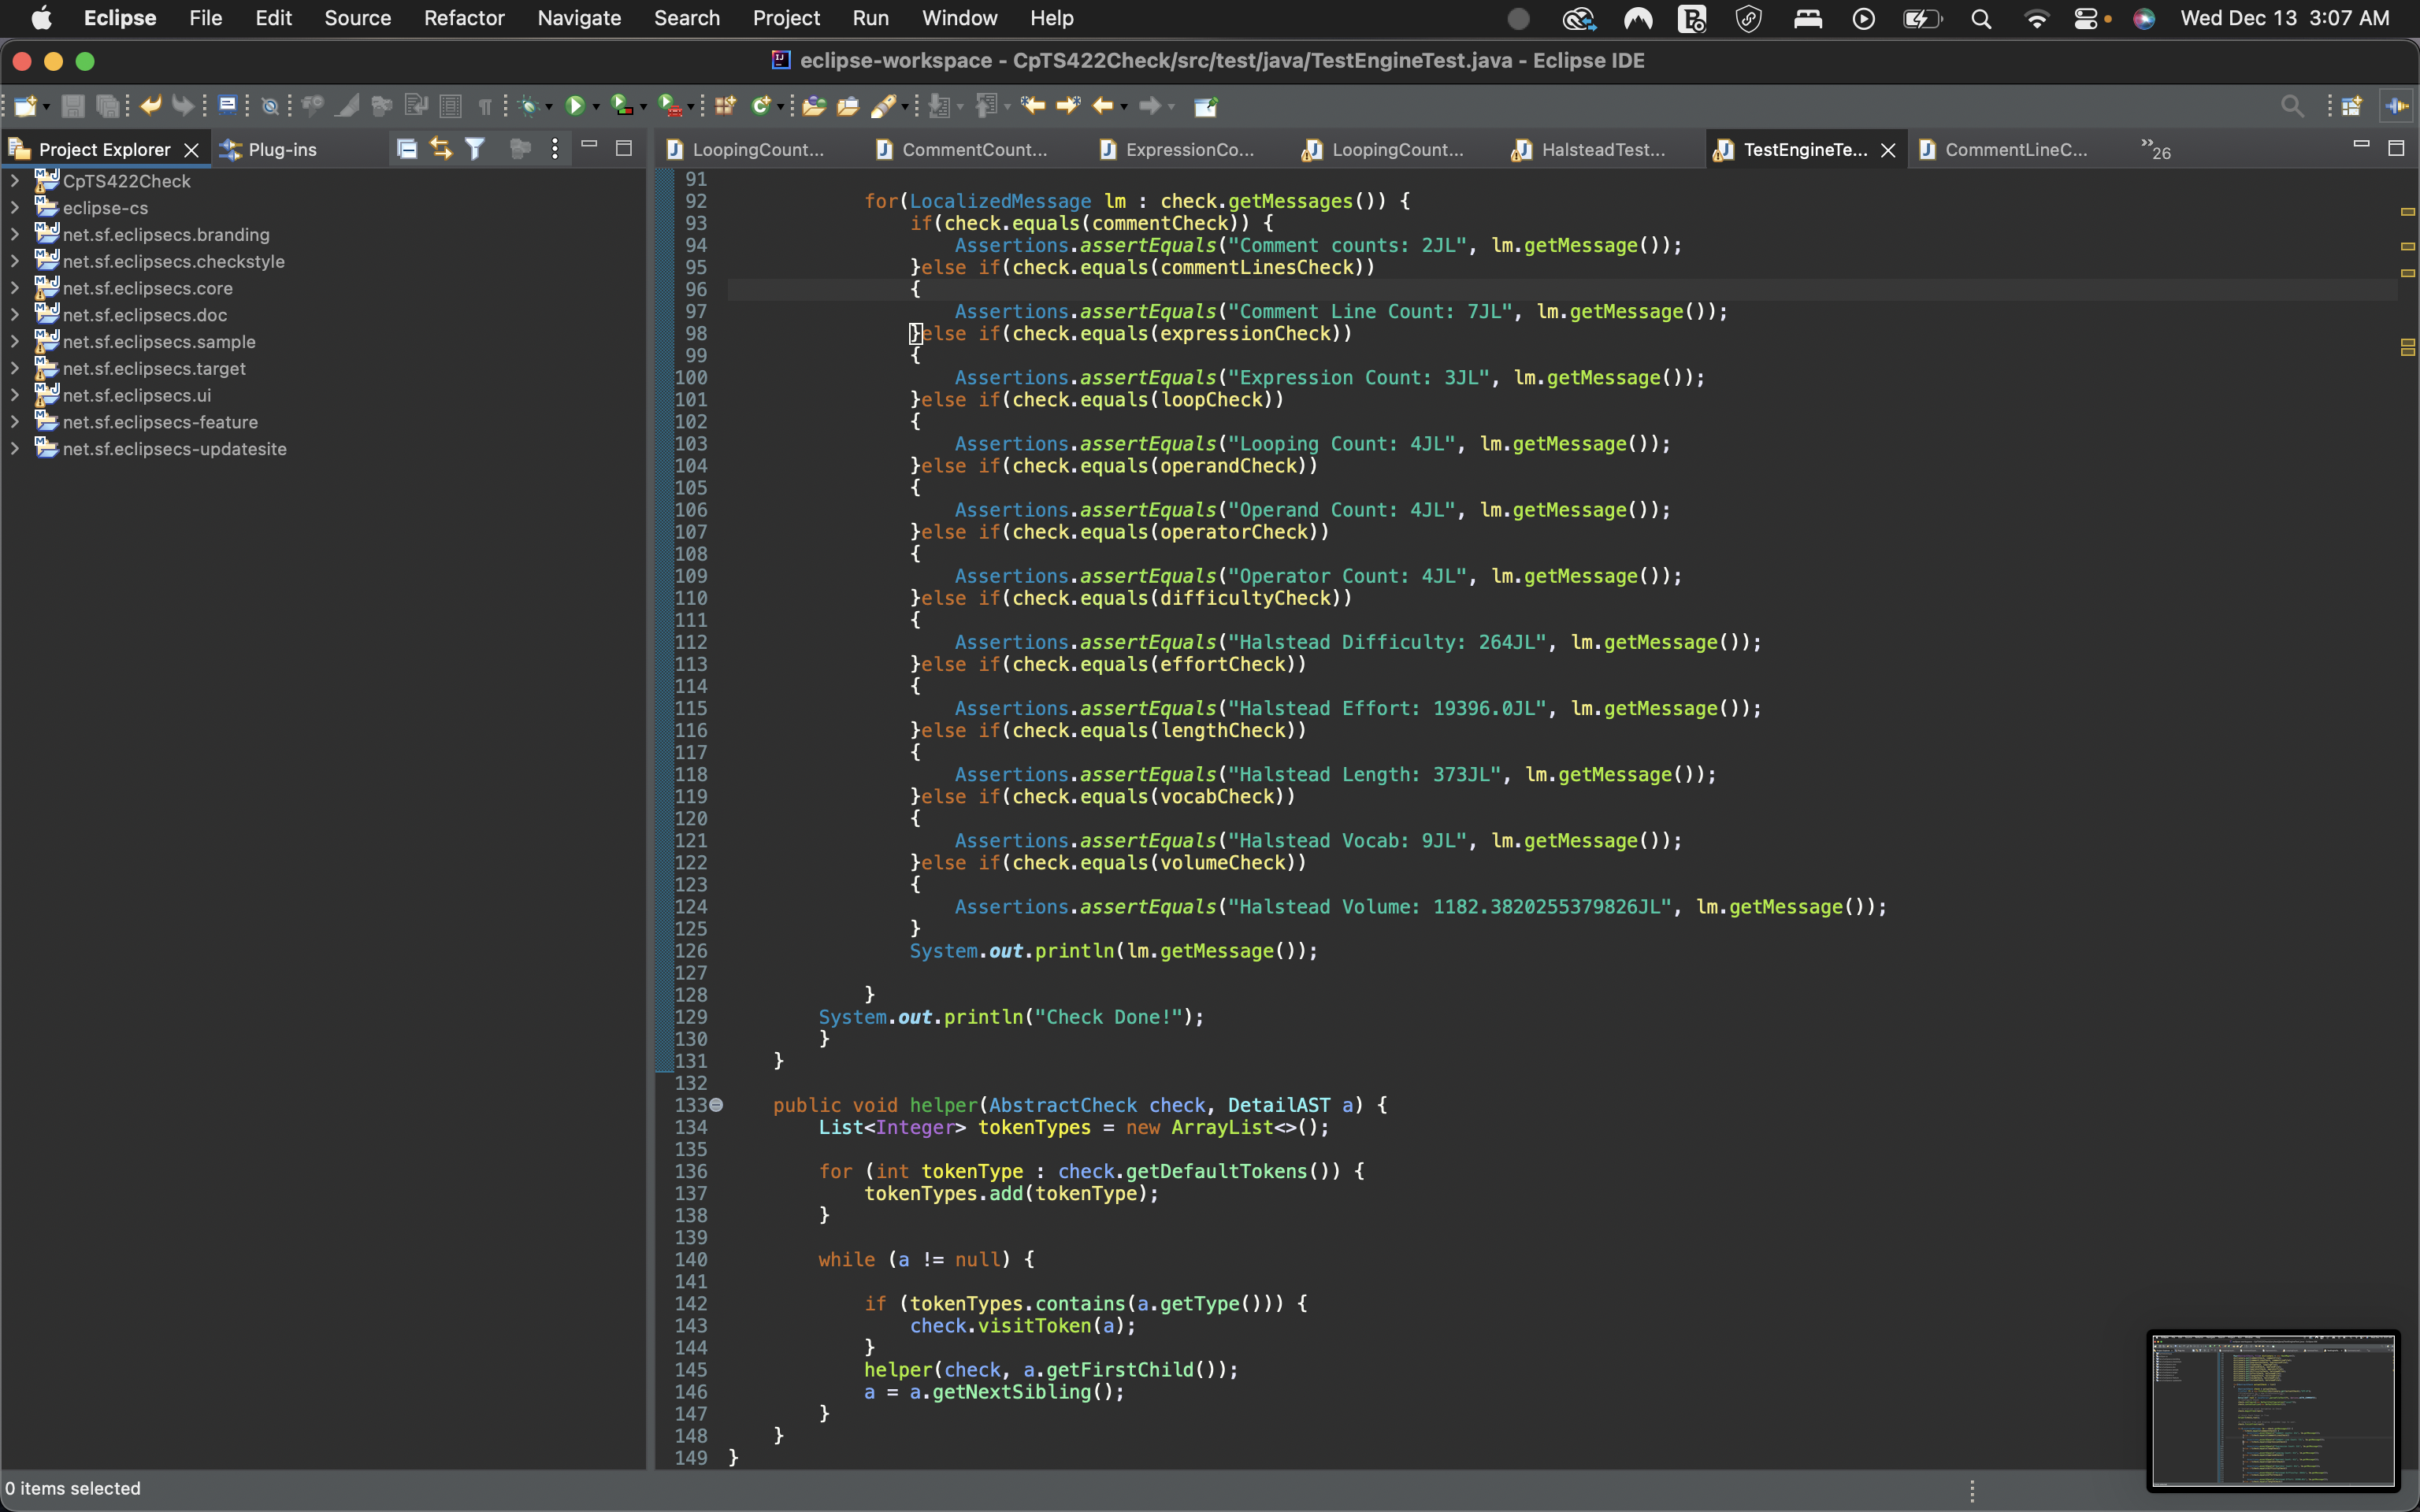 Eclipse File Edit Source Refactor Navigate Search Project Run Window Help Wed Dec 13 3:07 AM
eclipse-workspace - CpTS422Check/src/test/java/TestEngineTest.java - Eclipse IDE
Project Explorer Plug-ins LoopingCount... CommentCount... ExpressionCo... LoopingCount... HalsteadTest... TestEngineTe... CommentLineC... »26
CpTS422Check
eclipse-cs
net.sf.eclipsecs.branding
net.sf.eclipsecs.checkstyle
net.sf.eclipsecs.core
net.sf.eclipsecs.doc
net.sf.eclipsecs.sample
net.sf.eclipsecs.target
net.sf.eclipsecs.ui
net.sf.eclipsecs-feature
net.sf.eclipsecs-updatesite
91
92 for(LocalizedMessage lm : check.getMessages()) {
93 if(check.equals(commentCheck)) {
94 Assertions.assertEquals("Comment counts: 2JL", lm.getMessage());
95 }else if(check.equals(commentLinesCheck))
96 {
97 Assertions.assertEquals("Comment Line Count: 7JL", lm.getMessage());
98 }else if(check.equals(expressionCheck))
99 {
100 Assertions.assertEquals("Expression Count: 3JL", lm.getMessage());
101 }else if(check.equals(loopCheck))
102 {
103 Assertions.assertEquals("Looping Count: 4JL", lm.getMessage());
104 }else if(check.equals(operandCheck))
105 {
106 Assertions.assertEquals("Operand Count: 4JL", lm.getMessage());
107 }else if(check.equals(operatorCheck))
108 {
109 Assertions.assertEquals("Operator Count: 4JL", lm.getMessage());
110 }else if(check.equals(difficultyCheck))
111 {
112 Assertions.assertEquals("Halstead Difficulty: 264JL", lm.getMessage());
113 }else if(check.equals(effortCheck))
114 {
115 Assertions.assertEquals("Halstead Effort: 19396.0JL", lm.getMessage());
116 }else if(check.equals(lengthCheck))
117 {
118 Assertions.assertEquals("Halstead Length: 373JL", lm.getMessage());
119 }else if(check.equals(vocabCheck))
120 {
121 Assertions.assertEquals("Halstead Vocab: 9JL", lm.getMessage());
122 }else if(check.equals(volumeCheck))
123 {
124 Assertions.assertEquals("Halstead Volume: 1182.3820255379826JL", lm.getMessage());
125 }
126 System.out.println(lm.getMessage());
127
128 }
129 System.out.println("Check Done!");
130 }
131 }
132
133 public void helper(AbstractCheck check, DetailAST a) {
134 List<Integer> tokenTypes = new ArrayList<>();
135
136 for (int tokenType : check.getDefaultTokens()) {
137 tokenTypes.add(tokenType);
138 }
139
140 while (a != null) {
141
142 if (tokenTypes.contains(a.getType())) {
143 check.visitToken(a);
144 }
145 helper(check, a.getFirstChild());
146 a = a.getNextSibling();
147 }
148 }
149 }
0 items selected